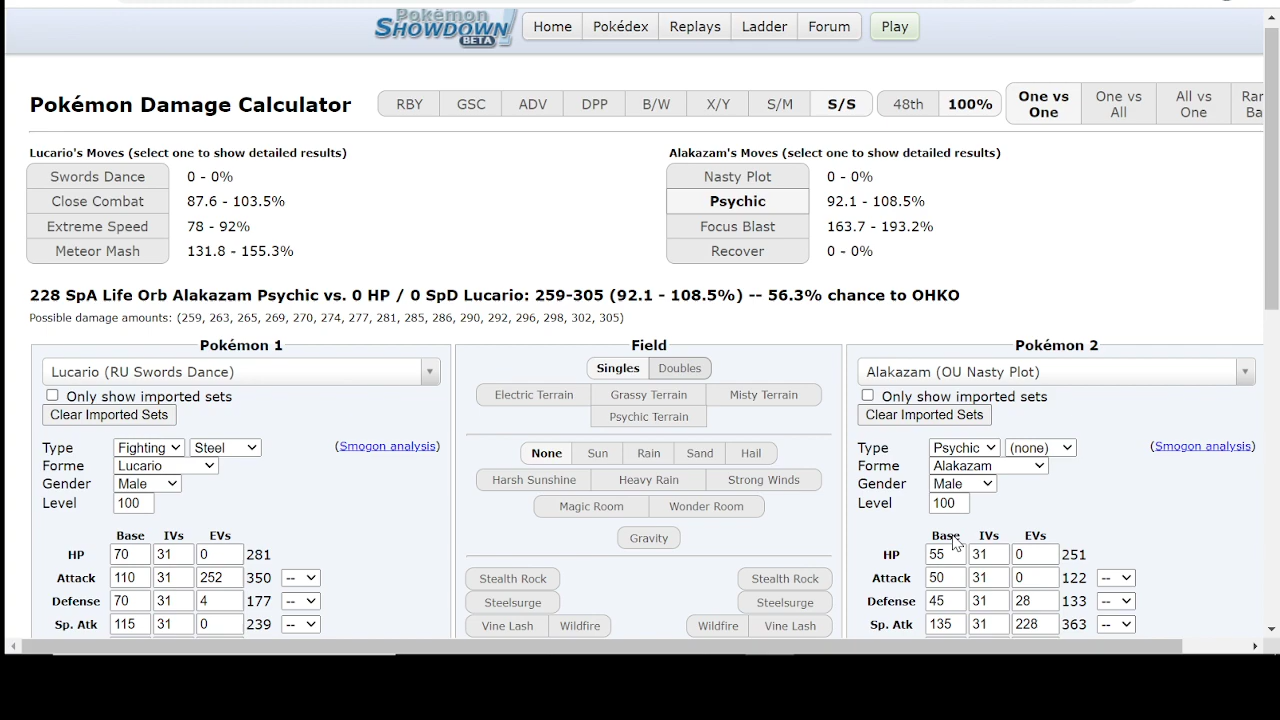 Pokémon
SHOWDOWN!
BETA
Home Pokédex Replays Ladder Forum Play
Pokémon Damage Calculator RBY GSC ADV DPP B/W X/Y S/M S/S 48th 100% One vs One One vs All All vs One
Lucario's Moves (select one to show detailed results)
Swords Dance 0 - 0%
Close Combat 87.6 - 103.5%
Extreme Speed 78 - 92%
Meteor Mash 131.8 - 155.3%
Alakazam's Moves (select one to show detailed results)
Nasty Plot 0 - 0%
Psychic 92.1 - 108.5%
Focus Blast 163.7 - 193.2%
Recover 0 - 0%
228 SpA Life Orb Alakazam Psychic vs. 0 HP / 0 SpD Lucario: 259-305 (92.1 - 108.5%) -- 56.3% chance to OHKO
Possible damage amounts: (259, 263, 265, 269, 270, 274, 277, 281, 285, 286, 290, 292, 296, 298, 302, 305)
Pokémon 1
Lucario (RU Swords Dance)
Only show imported sets
Clear Imported Sets
Type Fighting Steel (Smogon analysis)
Forme Lucario
Gender Male
Level 100
Base IVs EVs
HP 70 31 0 281
Attack 110 31 252 350 --
Defense 70 31 4 177 --
Sp. Atk 115 31 0 239 --
Field
Singles Doubles
Electric Terrain Grassy Terrain Misty Terrain
Psychic Terrain
None Sun Rain Sand Hail
Harsh Sunshine Heavy Rain Strong Winds
Magic Room Wonder Room
Gravity
Stealth Rock Stealth Rock
Steelsurge Steelsurge
Vine Lash Wildfire Wildfire Vine Lash
Pokémon 2
Alakazam (OU Nasty Plot)
Only show imported sets
Clear Imported Sets
Type Psychic (none) (Smogon analysis)
Forme Alakazam
Gender Male
Level 100
Base IVs EVs
HP 55 31 0 251
Attack 50 31 0 122 --
Defense 45 31 28 133 --
Sp. Atk 135 31 228 363 --